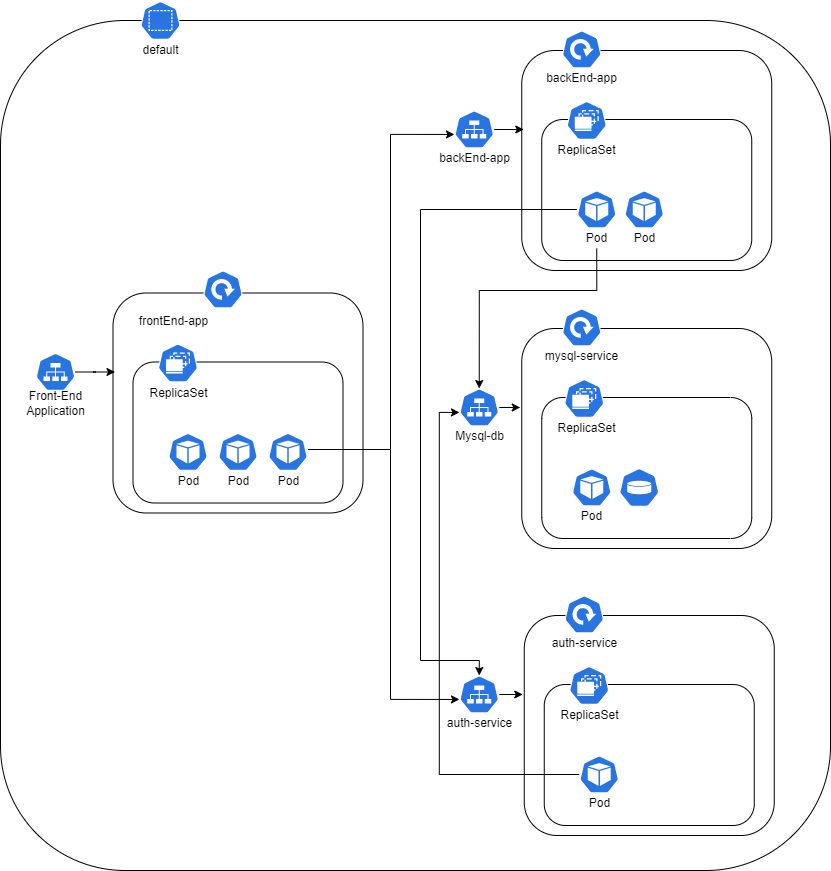 default
backEnd-app
ReplicaSet
backEnd-app
Pod
Pod
frontEnd-app
ReplicaSet
Front-End
Application
Pod
Pod
Pod
mysql-service
ReplicaSet
Mysql-db
Pod
auth-service
ReplicaSet
auth-service
Pod